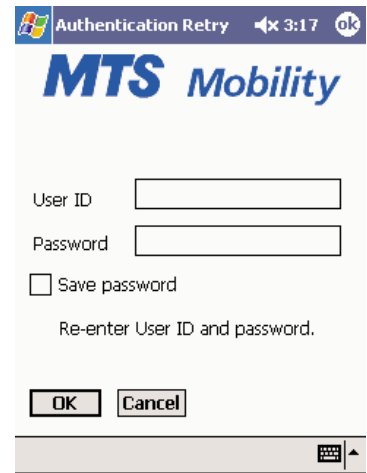 Authentication Retry 3:17 ok
MTS Mobility
User ID
Password
Save password
Re-enter User ID and password.
OK Cancel